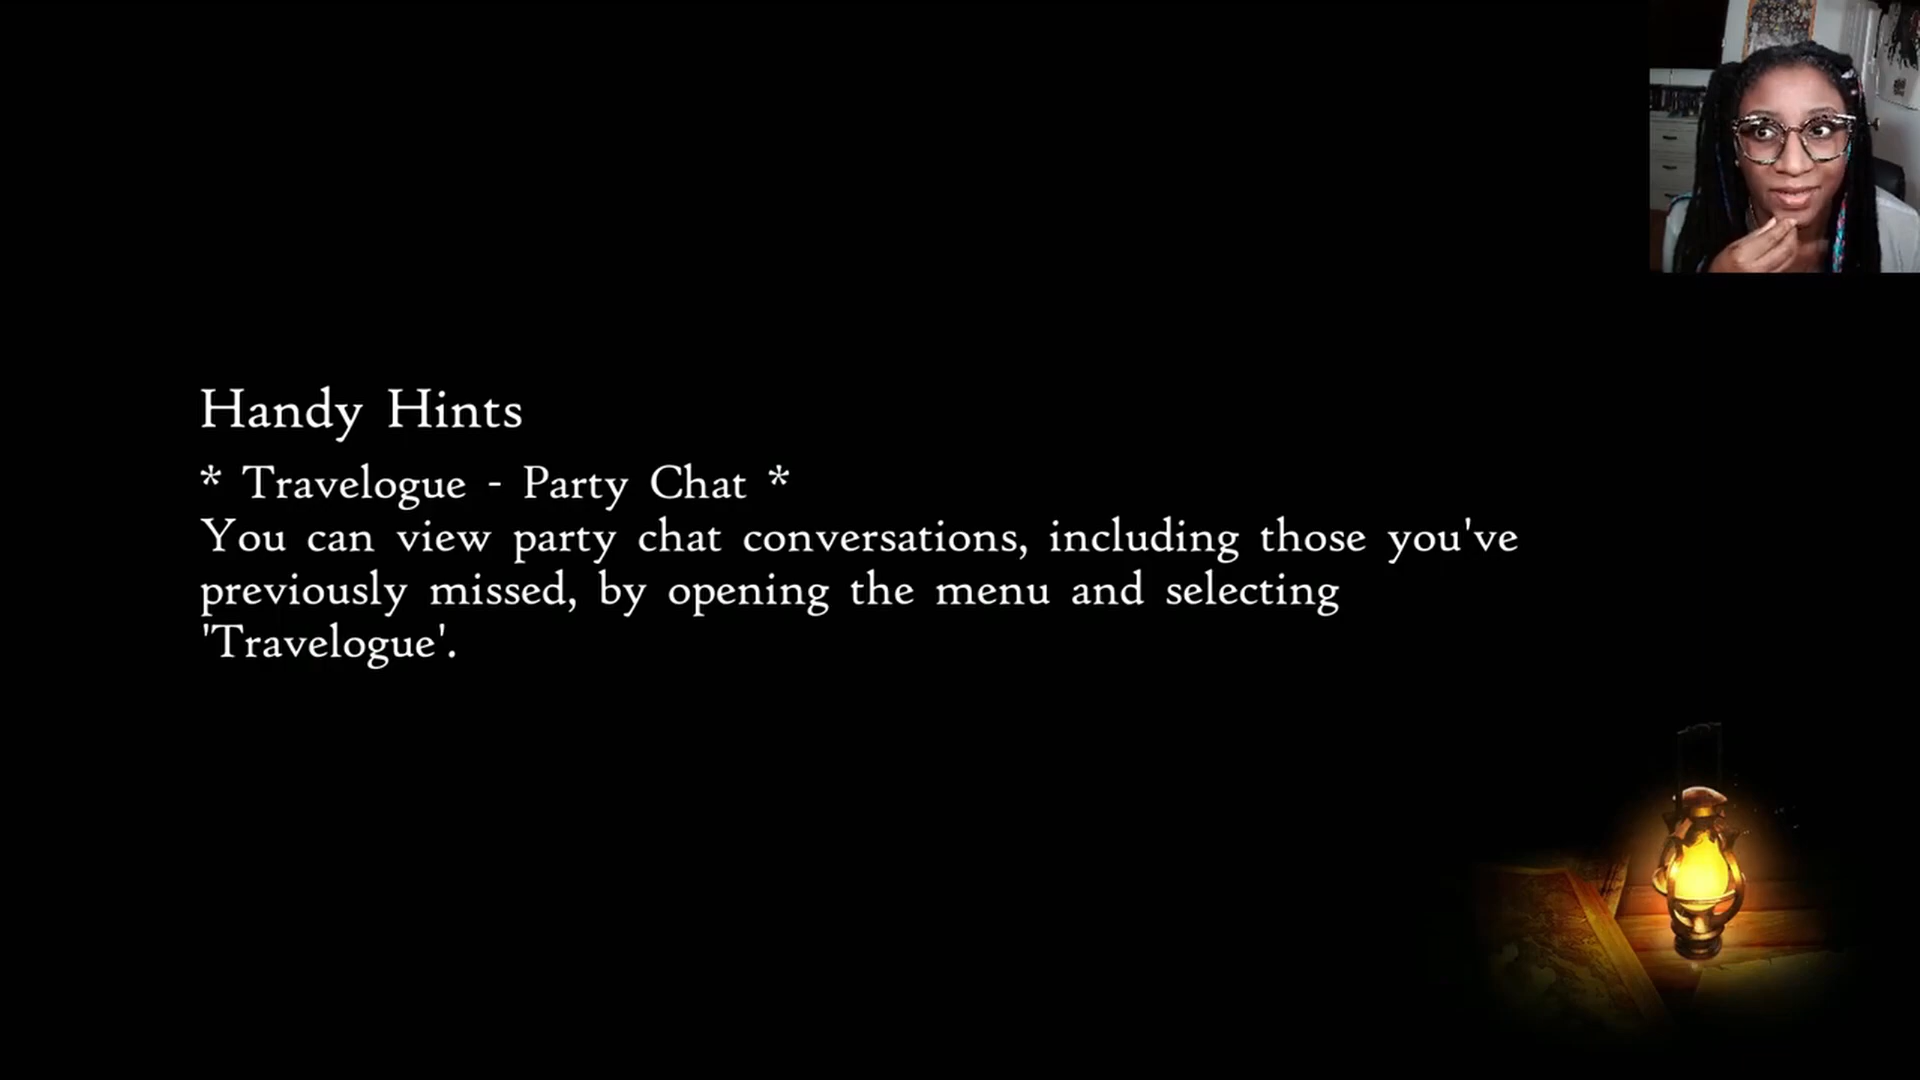 Handy Hints
* Travelogue - Party Chat *
You can view party chat conversations, including those you've
previously missed, by opening the menu and selecting
'Travelogue'.